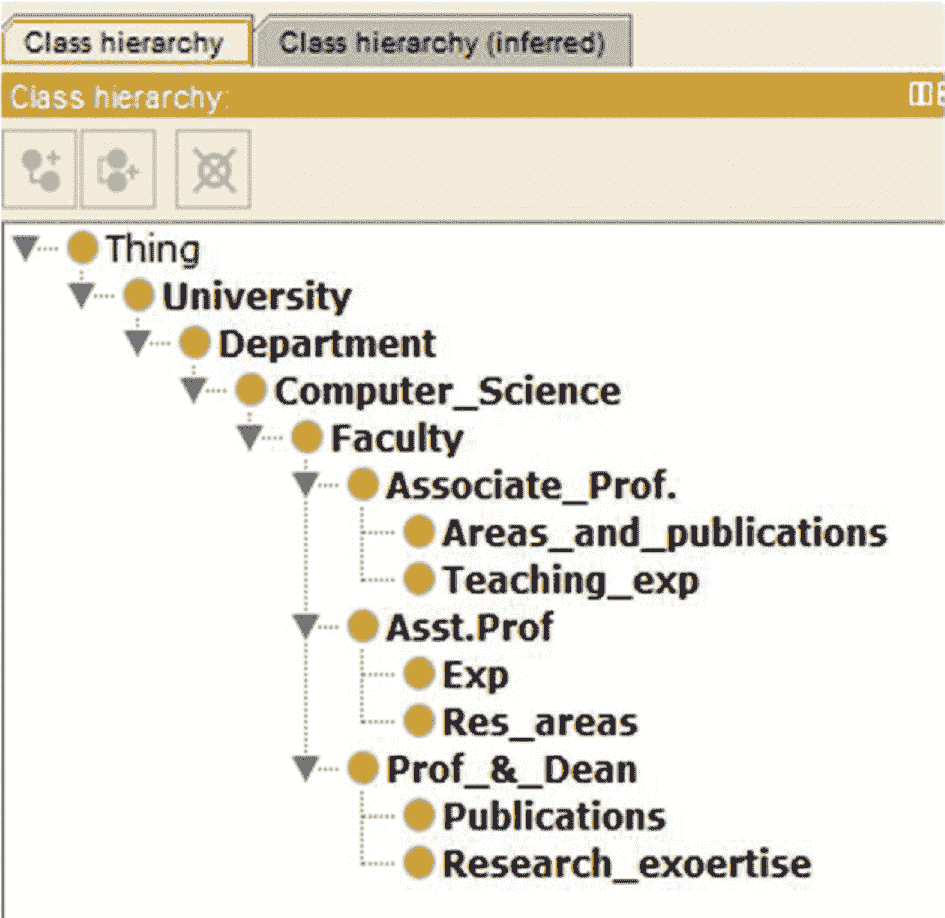 Class hierarchy Class hierarchy (inferred)
Class hierarchy:
Thing
University
Department
Computer_Science
Faculty
Associate_Prof.
Areas_and_publications
Teaching_exp
Asst.Prof
Exp
Res_areas
Prof_&_Dean
Publications
Research_exoertise